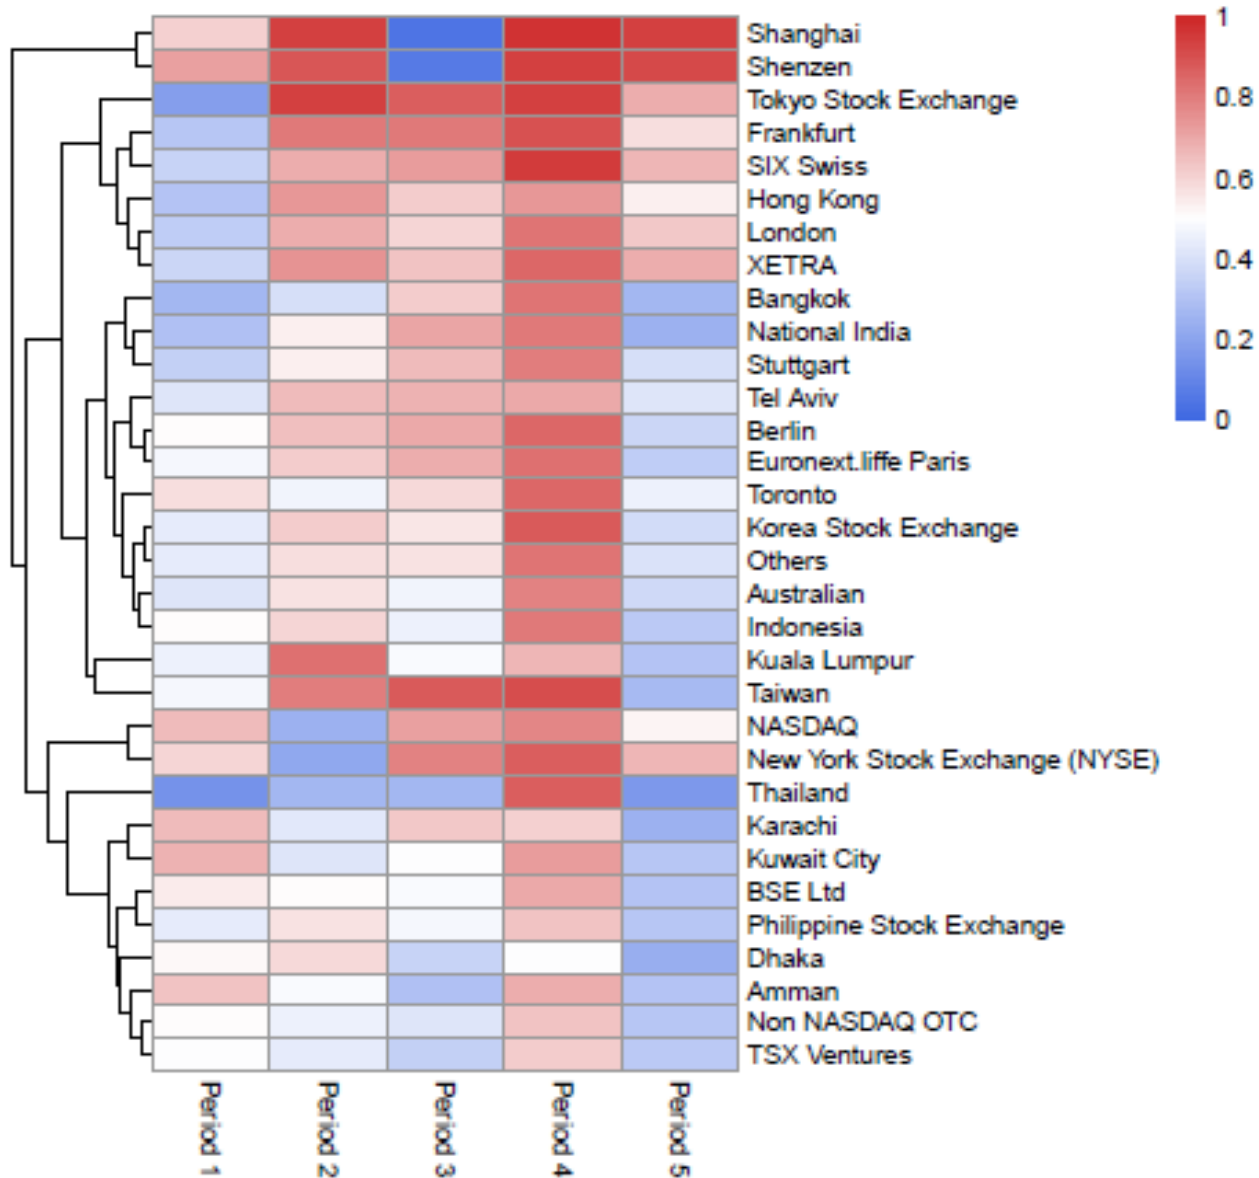 1
Shanghai
Shenzen
0.8
Tokyo Stock Exchange
Frankfurt
SIX Swiss
0.6
Hong Kong
London
0.4
XETRA
Bangkok
National India
0.2
Stuttgart
Tel Aviv
0
Berlin
Euronext.liffe Paris
Toronto
Korea Stock Exchange
Others
Australian
Indonesia
Kuala Lumpur
Taiwan
NASDAQ
New York Stock Exchange (NYSE)
Thailand
Karachi
Kuwait City
BSE Ltd
Philippine Stock Exchange
Dhaka
Amman
Non NASDAQ OTC
TSX Ventures
Period 1
Period 2
Period 3
Period 4
Period 5